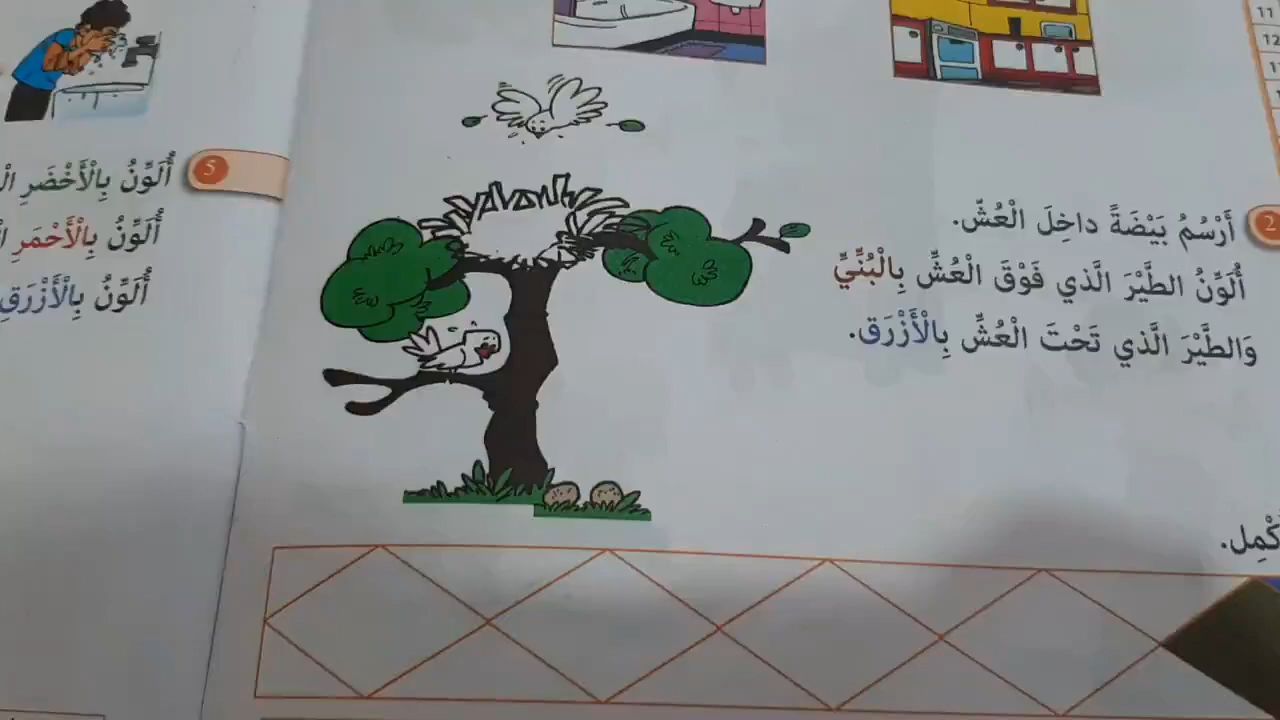 11
12
2 أَرْسُمُ بَيْضَةً داخِلَ الْعُشِّ.
أُلَوِّنُ الطَّيْرَ الَّذي فَوْقَ الْعُشِّ بِالْبُنِّيِّ
وَالطَّيْرَ الَّذي تَحْتَ الْعُشِّ بِالْأَزْرَقِ.
5 أُلَوِّنُ بِالْأَخْضَرِ
أُلَوِّنُ بِالْأَحْمَرِ
أُلَوِّنُ بِالْأَزْرَقِ